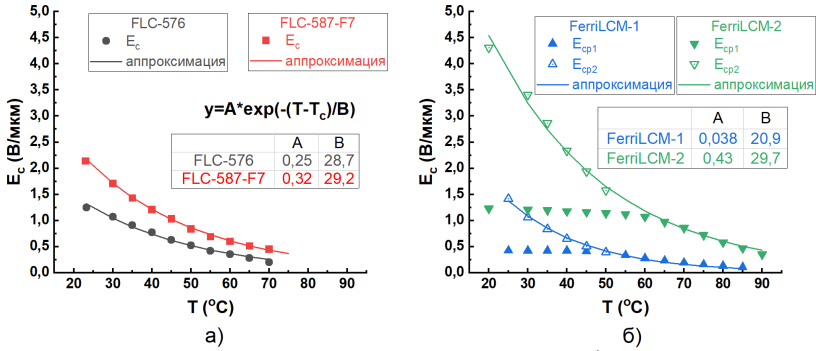 а)
FLC-576
E_c
аппроксимация
FLC-587-F7
E_c
аппроксимация
y=A*exp(-(T-T_c)/B)
A B
FLC-576 0,25 28,7
FLC-587-F7 0,32 29,2
E_c (В/мкм)
5,0
4,5
4,0
3,5
3,0
2,5
2,0
1,5
1,0
0,5
0,0
20 30 40 50 60 70 80 90
T (°C)
а)
б)
FerriLCM-1
E_cp1
E_cp2
аппроксимация
FerriLCM-2
E_cp1
E_cp2
аппроксимация
A B
FerriLCM-1 0,038 20,9
FerriLCM-2 0,43 29,7
E_c (В/мкм)
5,0
4,5
4,0
3,5
3,0
2,5
2,0
1,5
1,0
0,5
0,0
20 30 40 50 60 70 80 90
T (°C)
б)